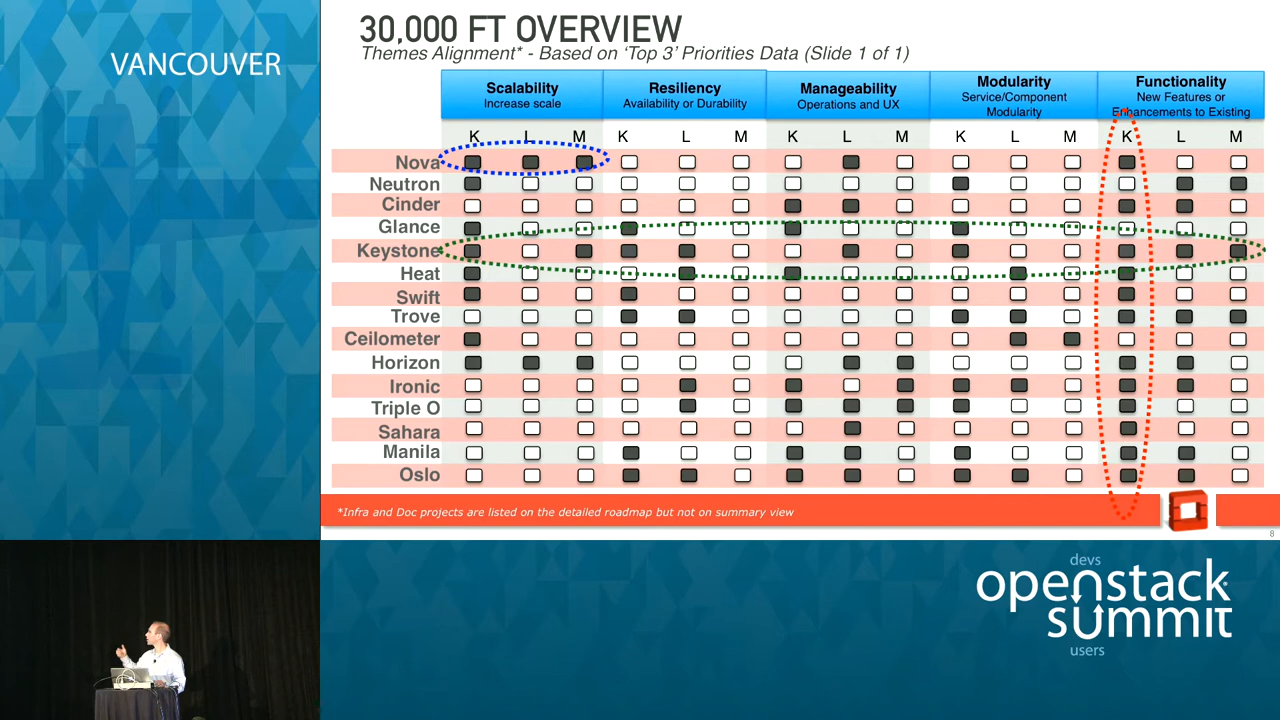 VANCOUVER
30,000 FT OVERVIEW
Themes Alignment* - Based on ‘Top 3’ Priorities Data (Slide 1 of 1)
Scalability
Increase scale
Resiliency
Availability or Durability
Manageability
Operations and UX
Modularity
Service/Component
Modularity
Functionality
New Features or
Enhancements to Existing
K L M K L M K L M K L M K L M
Nova
Neutron
Cinder
Glance
Keystone
Heat
Swift
Trove
Ceilometer
Horizon
Ironic
Triple O
Sahara
Manila
Oslo
*Infra and Doc projects are listed on the detailed roadmap but not on summary view
8
devs
openstack
summit
users